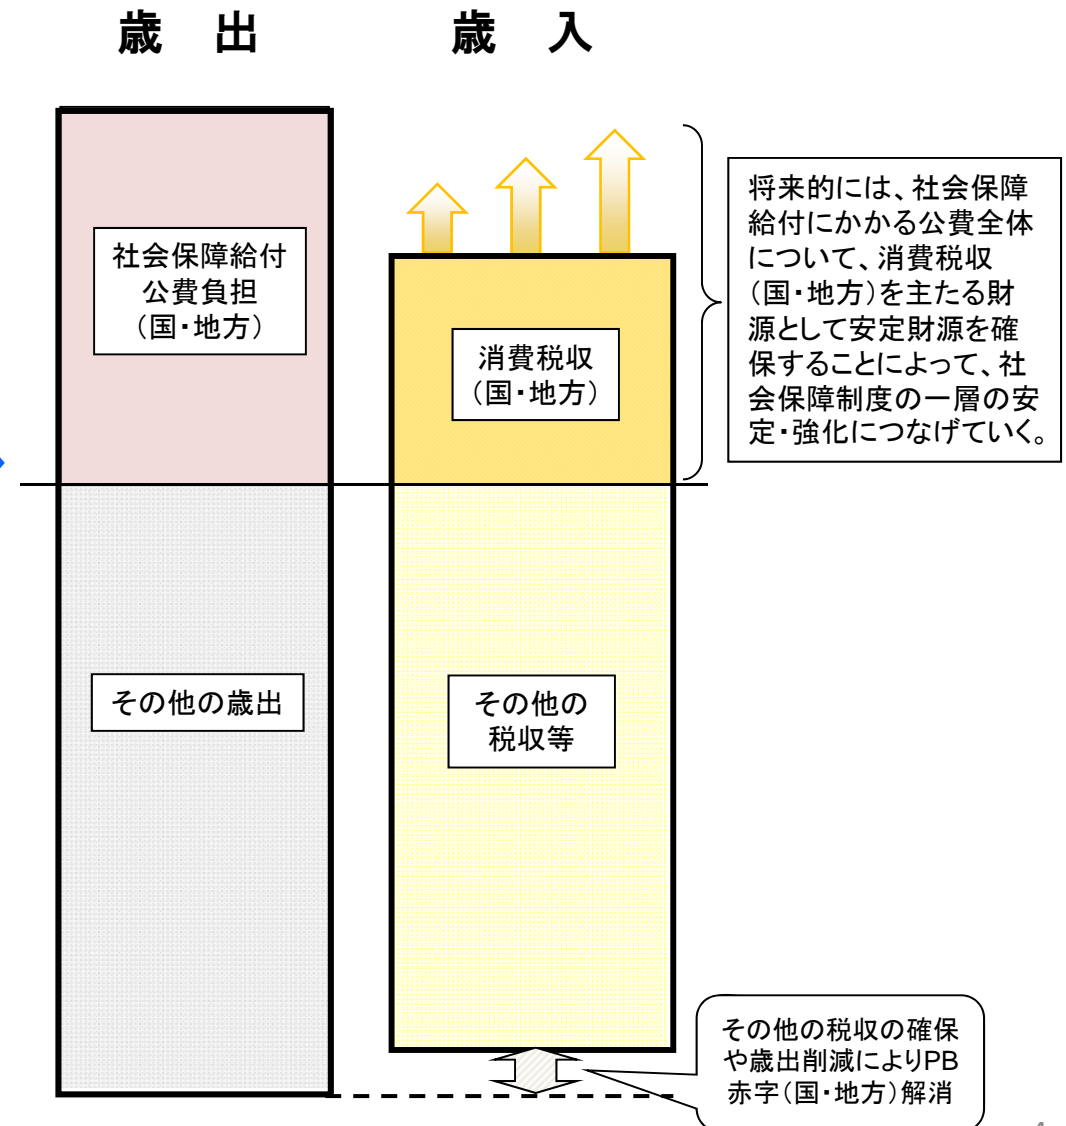 歳 出
歳 入
社会保障給付
公費負担
（国・地方）
消費税収
（国・地方）
将来的には、社会保障
給付にかかる公費全体
について、消費税収
（国・地方）を主たる財
源として安定財源を確
保することによって、社
会保障制度の一層の安
定・強化につなげていく。
その他の歳出
その他の
税収等
その他の税収の確保
や歳出削減によりPB
赤字（国・地方）解消